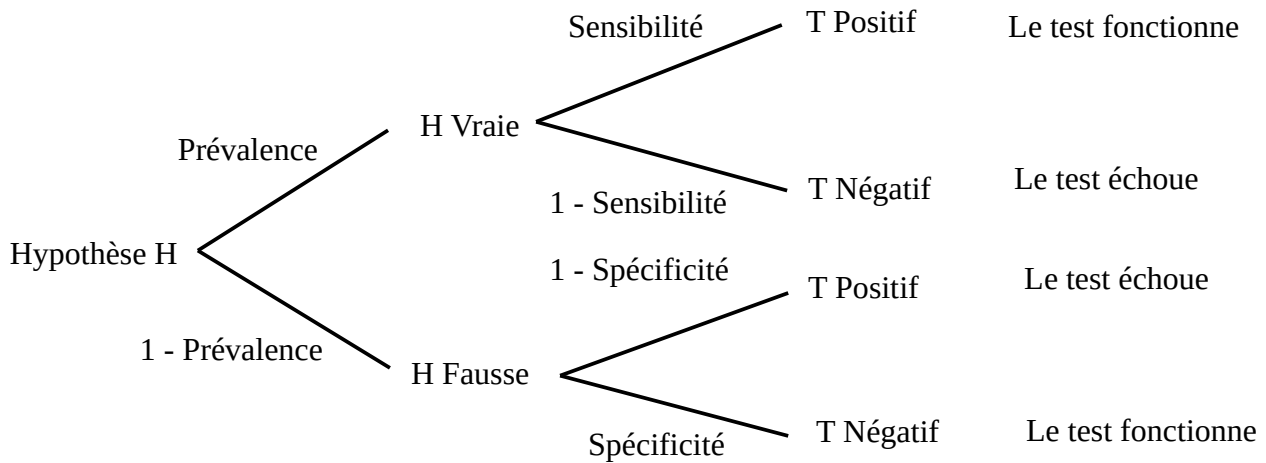 Sensibilité
T Positif
Le test fonctionne
Prévalence
H Vraie
1 - Sensibilité
T Négatif
Le test échoue
Hypothèse H
1 - Spécificité
T Positif
Le test échoue
1 - Prévalence
H Fausse
Spécificité
T Négatif
Le test fonctionne